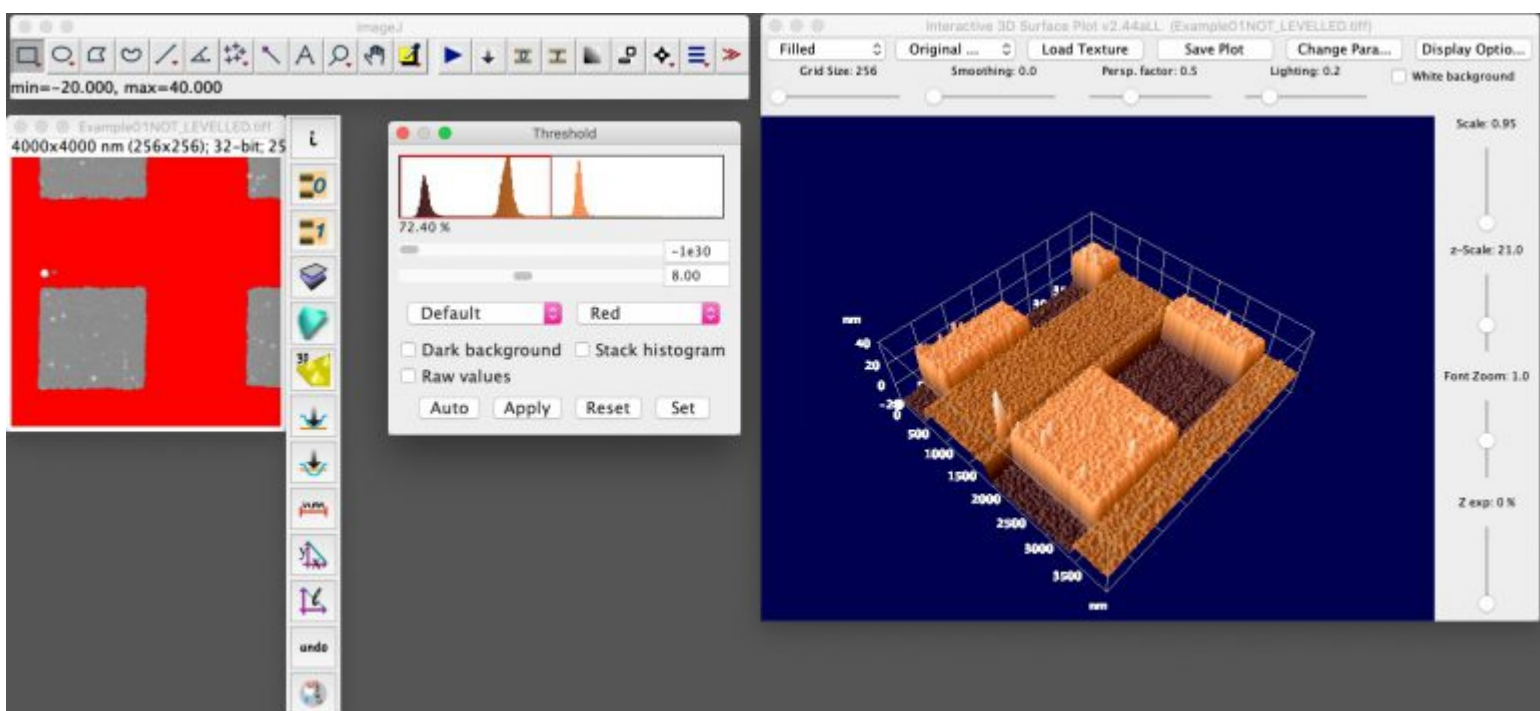 ImageJ
min=-20.000, max=40.000
Example01NOT_LEVELLED.tiff
4000x4000 nm (256x256); 32-bit; 25
i
0
1
3D
undo
Threshold
72.40 %
-1e30
8.00
Default
Red
Dark background
Stack histogram
Raw values
Auto
Apply
Reset
Set
Interactive 3D Surface Plot v2.44aLL (Example01NOT_LEVELLED.tiff)
Filled
Original ...
Load Texture
Save Plot
Change Para...
Display Optio...
Grid Size: 256
Smoothing: 0.0
Persp. factor: 0.5
Lighting: 0.2
White background
Scale: 0.95
z-Scale: 21.0
Font Zoom: 1.0
Z exp: 0 %
nm
40
20
0
0
500
1000
1500
2000
2500
3000
3500
nm